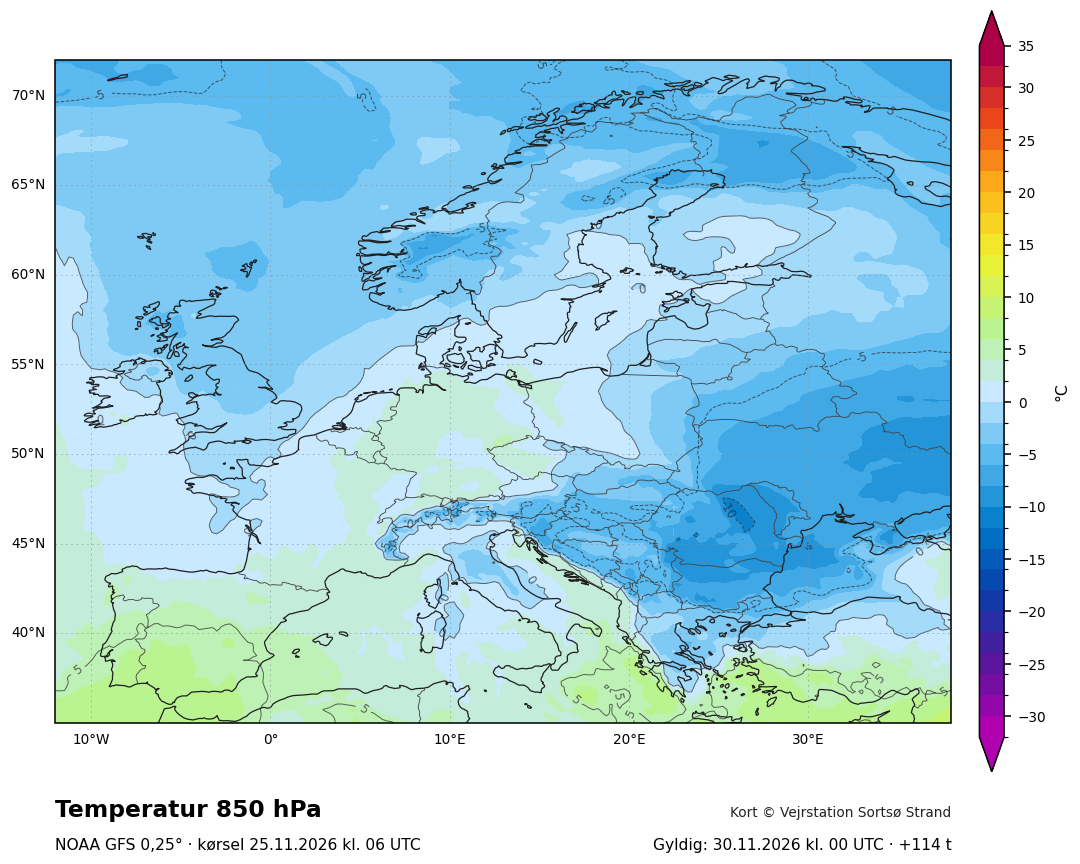 70°N
65°N
60°N
55°N
50°N
45°N
40°N
10°W
0°
10°E
20°E
30°E
35
30
25
20
15
10
5
0
−5
−10
−15
−20
−25
−30
°C
Temperatur 850 hPa
Kort © Vejrstation Sortsø Strand
NOAA GFS 0,25° · kørsel 25.11.2026 kl. 06 UTC
Gyldig: 30.11.2026 kl. 00 UTC · +114 t